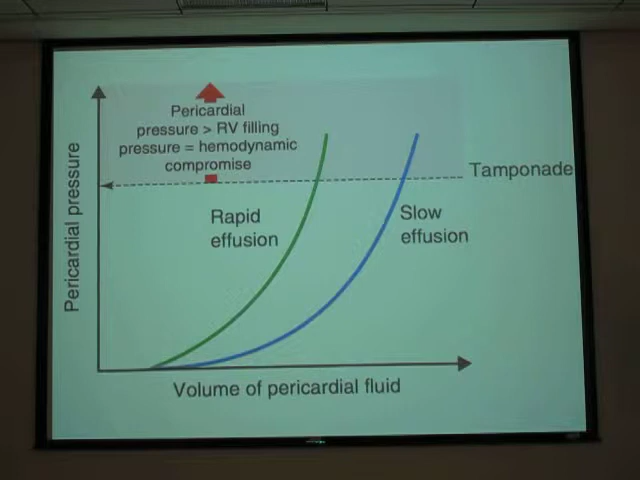 Pericardial
pressure > RV filling
pressure = hemodynamic
compromise
Tamponade
Rapid
effusion
Slow
effusion
Pericardial pressure
Volume of pericardial fluid